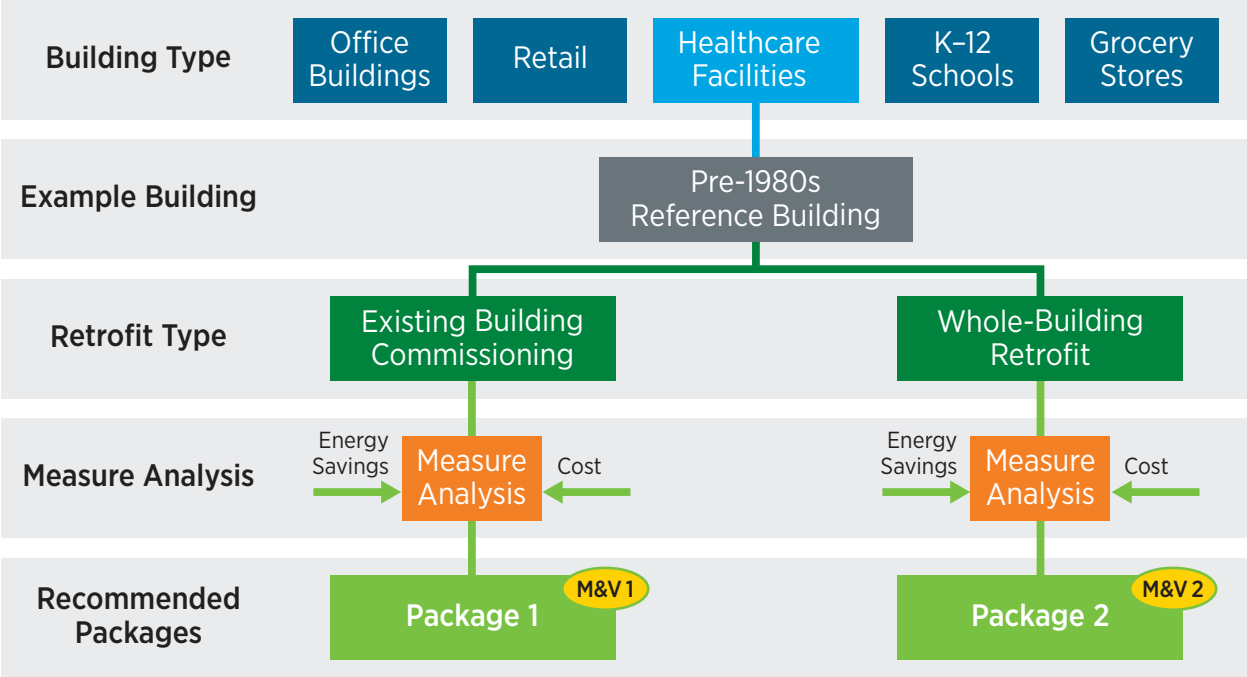 Building Type
Office
Buildings
Retail
Healthcare
Facilities
K–12
Schools
Grocery
Stores
Example Building
Pre-1980s
Reference Building
Retrofit Type
Existing Building
Commissioning
Whole-Building
Retrofit
Measure Analysis
Energy
Savings
Measure
Analysis
Cost
Energy
Savings
Measure
Analysis
Cost
Recommended
Packages
Package 1
M&V 1
Package 2
M&V 2